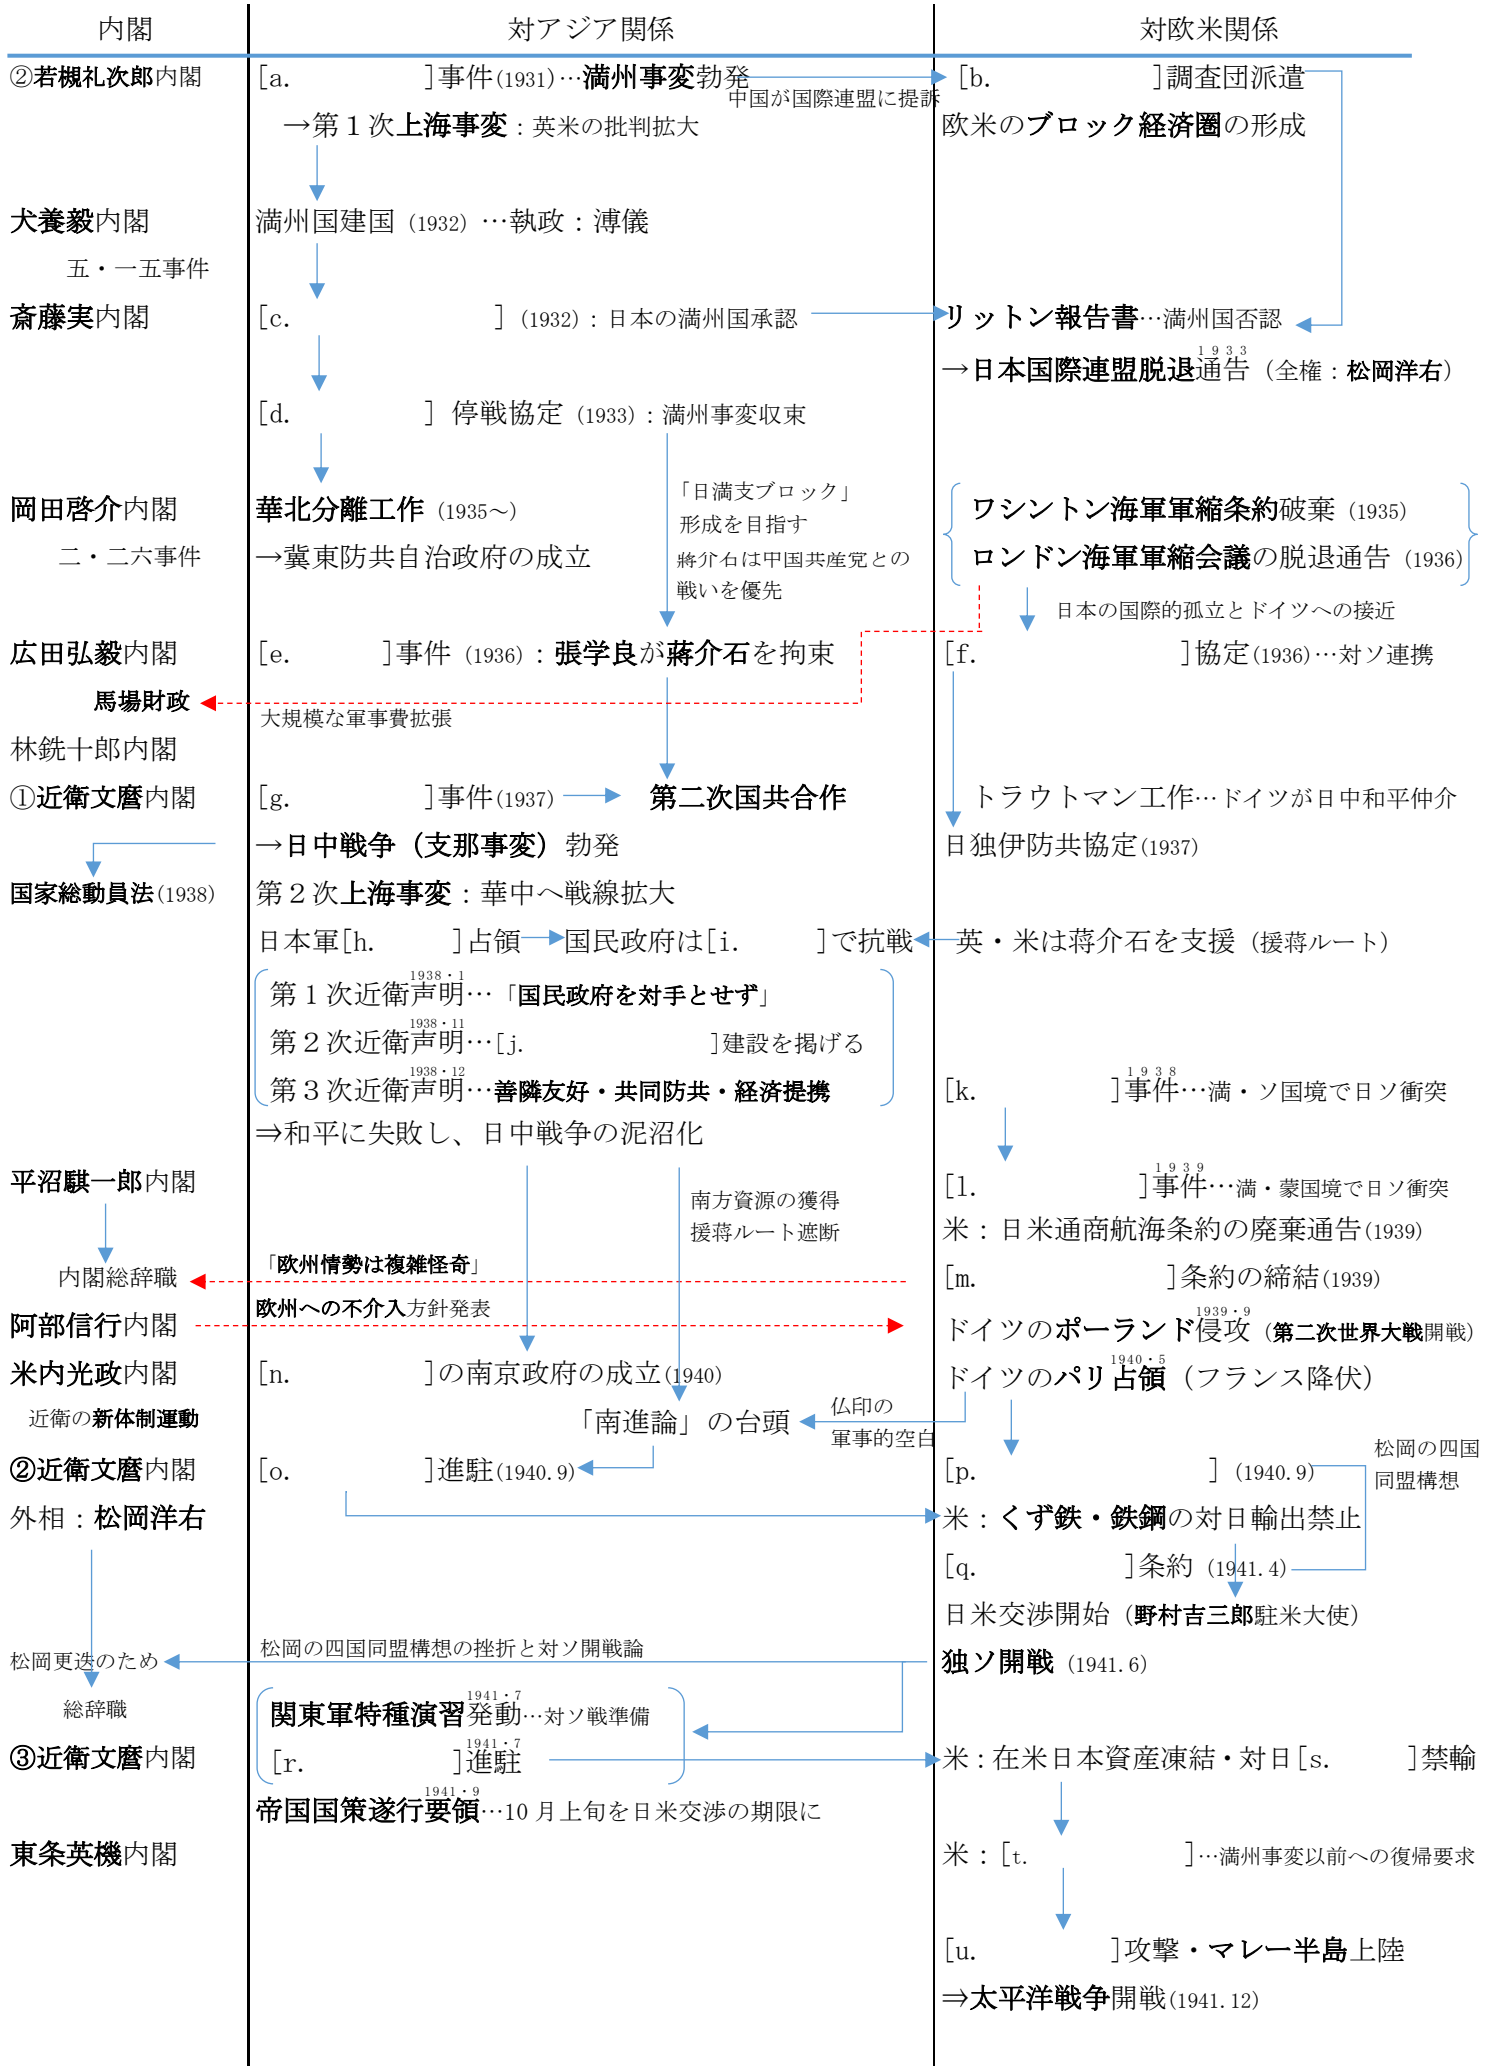 内閣 対アジア関係 対欧米関係
②若槻礼次郎内閣 [a. ]事件(1931)…満州事変勃発 [b. ]調査団派遣
中国が国際連盟に提訴
→第１次上海事変：英米の批判拡大 欧米のブロック経済圏の形成
犬養毅内閣 満州国建国（1932）…執政：溥儀
五・一五事件
斎藤実内閣 [c. ]（1932）：日本の満州国承認 リットン報告書…満州国否認
1933
→日本国際連盟脱退通告（全権：松岡洋右）
[d. ] 停戦協定（1933）：満州事変収束
「日満支ブロック」
形成を目指す
岡田啓介内閣 華北分離工作（1935～） ワシントン海軍軍縮条約破棄（1935）
二・二六事件 →冀東防共自治政府の成立 ロンドン海軍軍縮会議の脱退通告（1936）
蔣介石は中国共産党との
戦いを優先
日本の国際的孤立とドイツへの接近
広田弘毅内閣 [e. ]事件（1936）：張学良が蔣介石を拘束 [f. ]協定(1936)…対ソ連携
馬場財政
大規模な軍事費拡張
林銑十郎内閣
①近衛文麿内閣 [g. ]事件(1937) 第二次国共合作 トラウトマン工作…ドイツが日中和平仲介
→日中戦争（支那事変）勃発 日独伊防共協定(1937)
国家総動員法(1938) 第２次上海事変：華中へ戦線拡大
日本軍[h. ]占領 国民政府は[i. ]で抗戦 英・米は蒋介石を支援（援蒋ルート）
1938・1
第１次近衛声明…「国民政府を対手とせず」
1938・11
第２次近衛声明…[j. ]建設を掲げる
1938・12 1938
第３次近衛声明…善隣友好・共同防共・経済提携 [k. ]事件…満・ソ国境で日ソ衝突
⇒和平に失敗し、日中戦争の泥沼化
1939
平沼騏一郎内閣 [l. ]事件…満・蒙国境で日ソ衝突
南方資源の獲得
援蒋ルート遮断
米：日米通商航海条約の廃棄通告(1939)
「欧州情勢は複雑怪奇」
内閣総辞職 [m. ]条約の締結(1939)
欧州への不介入方針発表 1939・9
阿部信行内閣 ドイツのポーランド侵攻（第二次世界大戦開戦）
1940・5
米内光政内閣 [n. ]の南京政府の成立(1940) ドイツのパリ占領（フランス降伏）
近衛の新体制運動 「南進論」の台頭 仏印の
軍事的空白
松岡の四国
同盟構想
②近衛文麿内閣 [o. ]進駐(1940.9) [p. ]（1940.9)
外相：松岡洋右 米：くず鉄・鉄鋼の対日輸出禁止
[q. ]条約（1941.4)
日米交渉開始（野村吉三郎駐米大使）
松岡の四国同盟構想の挫折と対ソ開戦論
松岡更迭のため 独ソ開戦（1941.6)
総辞職 1941・7
関東軍特種演習発動…対ソ戦準備
1941・7
③近衛文麿内閣 [r. ]進駐 米：在米日本資産凍結・対日[s. ]禁輸
1941・9
帝国国策遂行要領…10月上旬を日米交渉の期限に
東条英機内閣 米：[t. ]…満州事変以前への復帰要求
[u. ]攻撃・マレー半島上陸
⇒太平洋戦争開戦(1941.12)